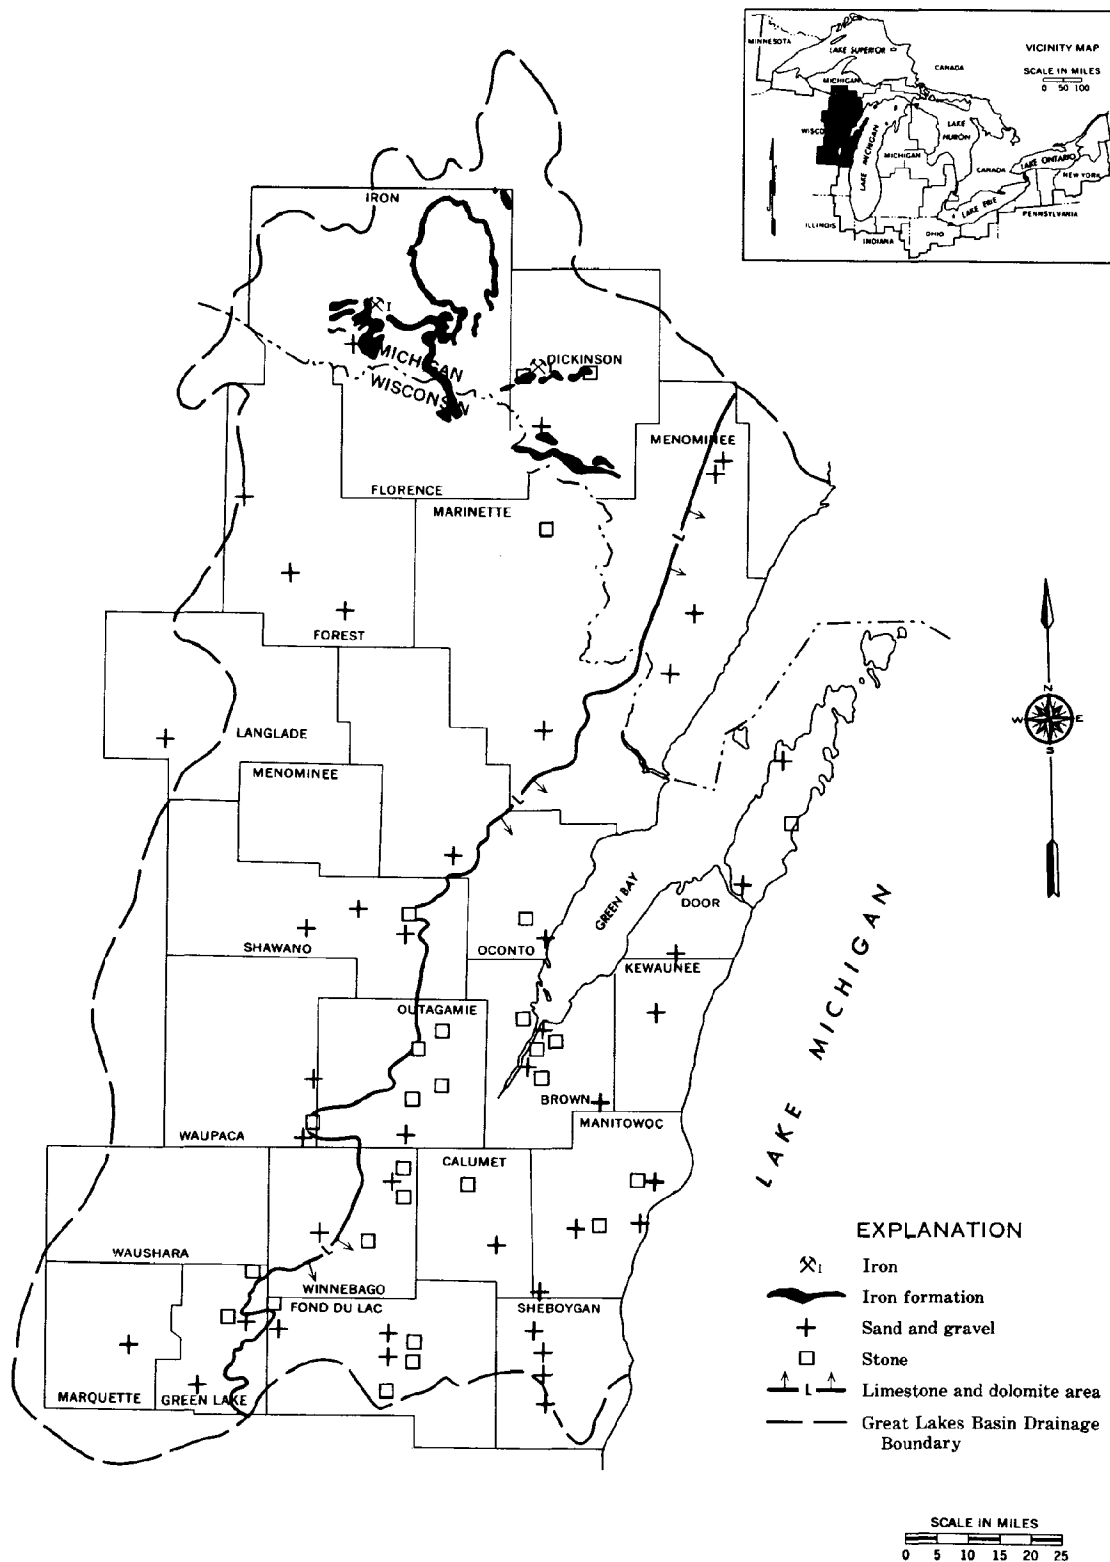 VICINITY MAP
SCALE IN MILES
0 50 100
MINNESOTA
LAKE SUPERIOR
CANADA
MICHIGAN
WISCO
LAKE MICHIGAN
MICHIGAN
LAKE HURON
CANADA
LAKE ONTARIO
NEW YORK
LAKE ERIE
PENNSYLVANIA
ILLINOIS
INDIANA
OHIO
IRON
I
MICHIGAN
WISCONSIN
DICKINSON
MENOMINEE
FLORENCE
MARINETTE
L
FOREST
LANGLADE
MENOMINEE
L
N
W E
S
GREEN BAY
DOOR
SHAWANO
OCONTO
KEWAUNEE
OUTAGAMIE
LAKE MICHIGAN
BROWN
MANITOWOC
WAUPACA
CALUMET
WAUSHARA
L
WINNEBAGO
FOND DU LAC
SHEBOYGAN
MARQUETTE
GREEN LAKE
EXPLANATION
I Iron
Iron formation
Sand and gravel
Stone
L Limestone and dolomite area
Great Lakes Basin Drainage
Boundary
SCALE IN MILES
0 5 10 15 20 25